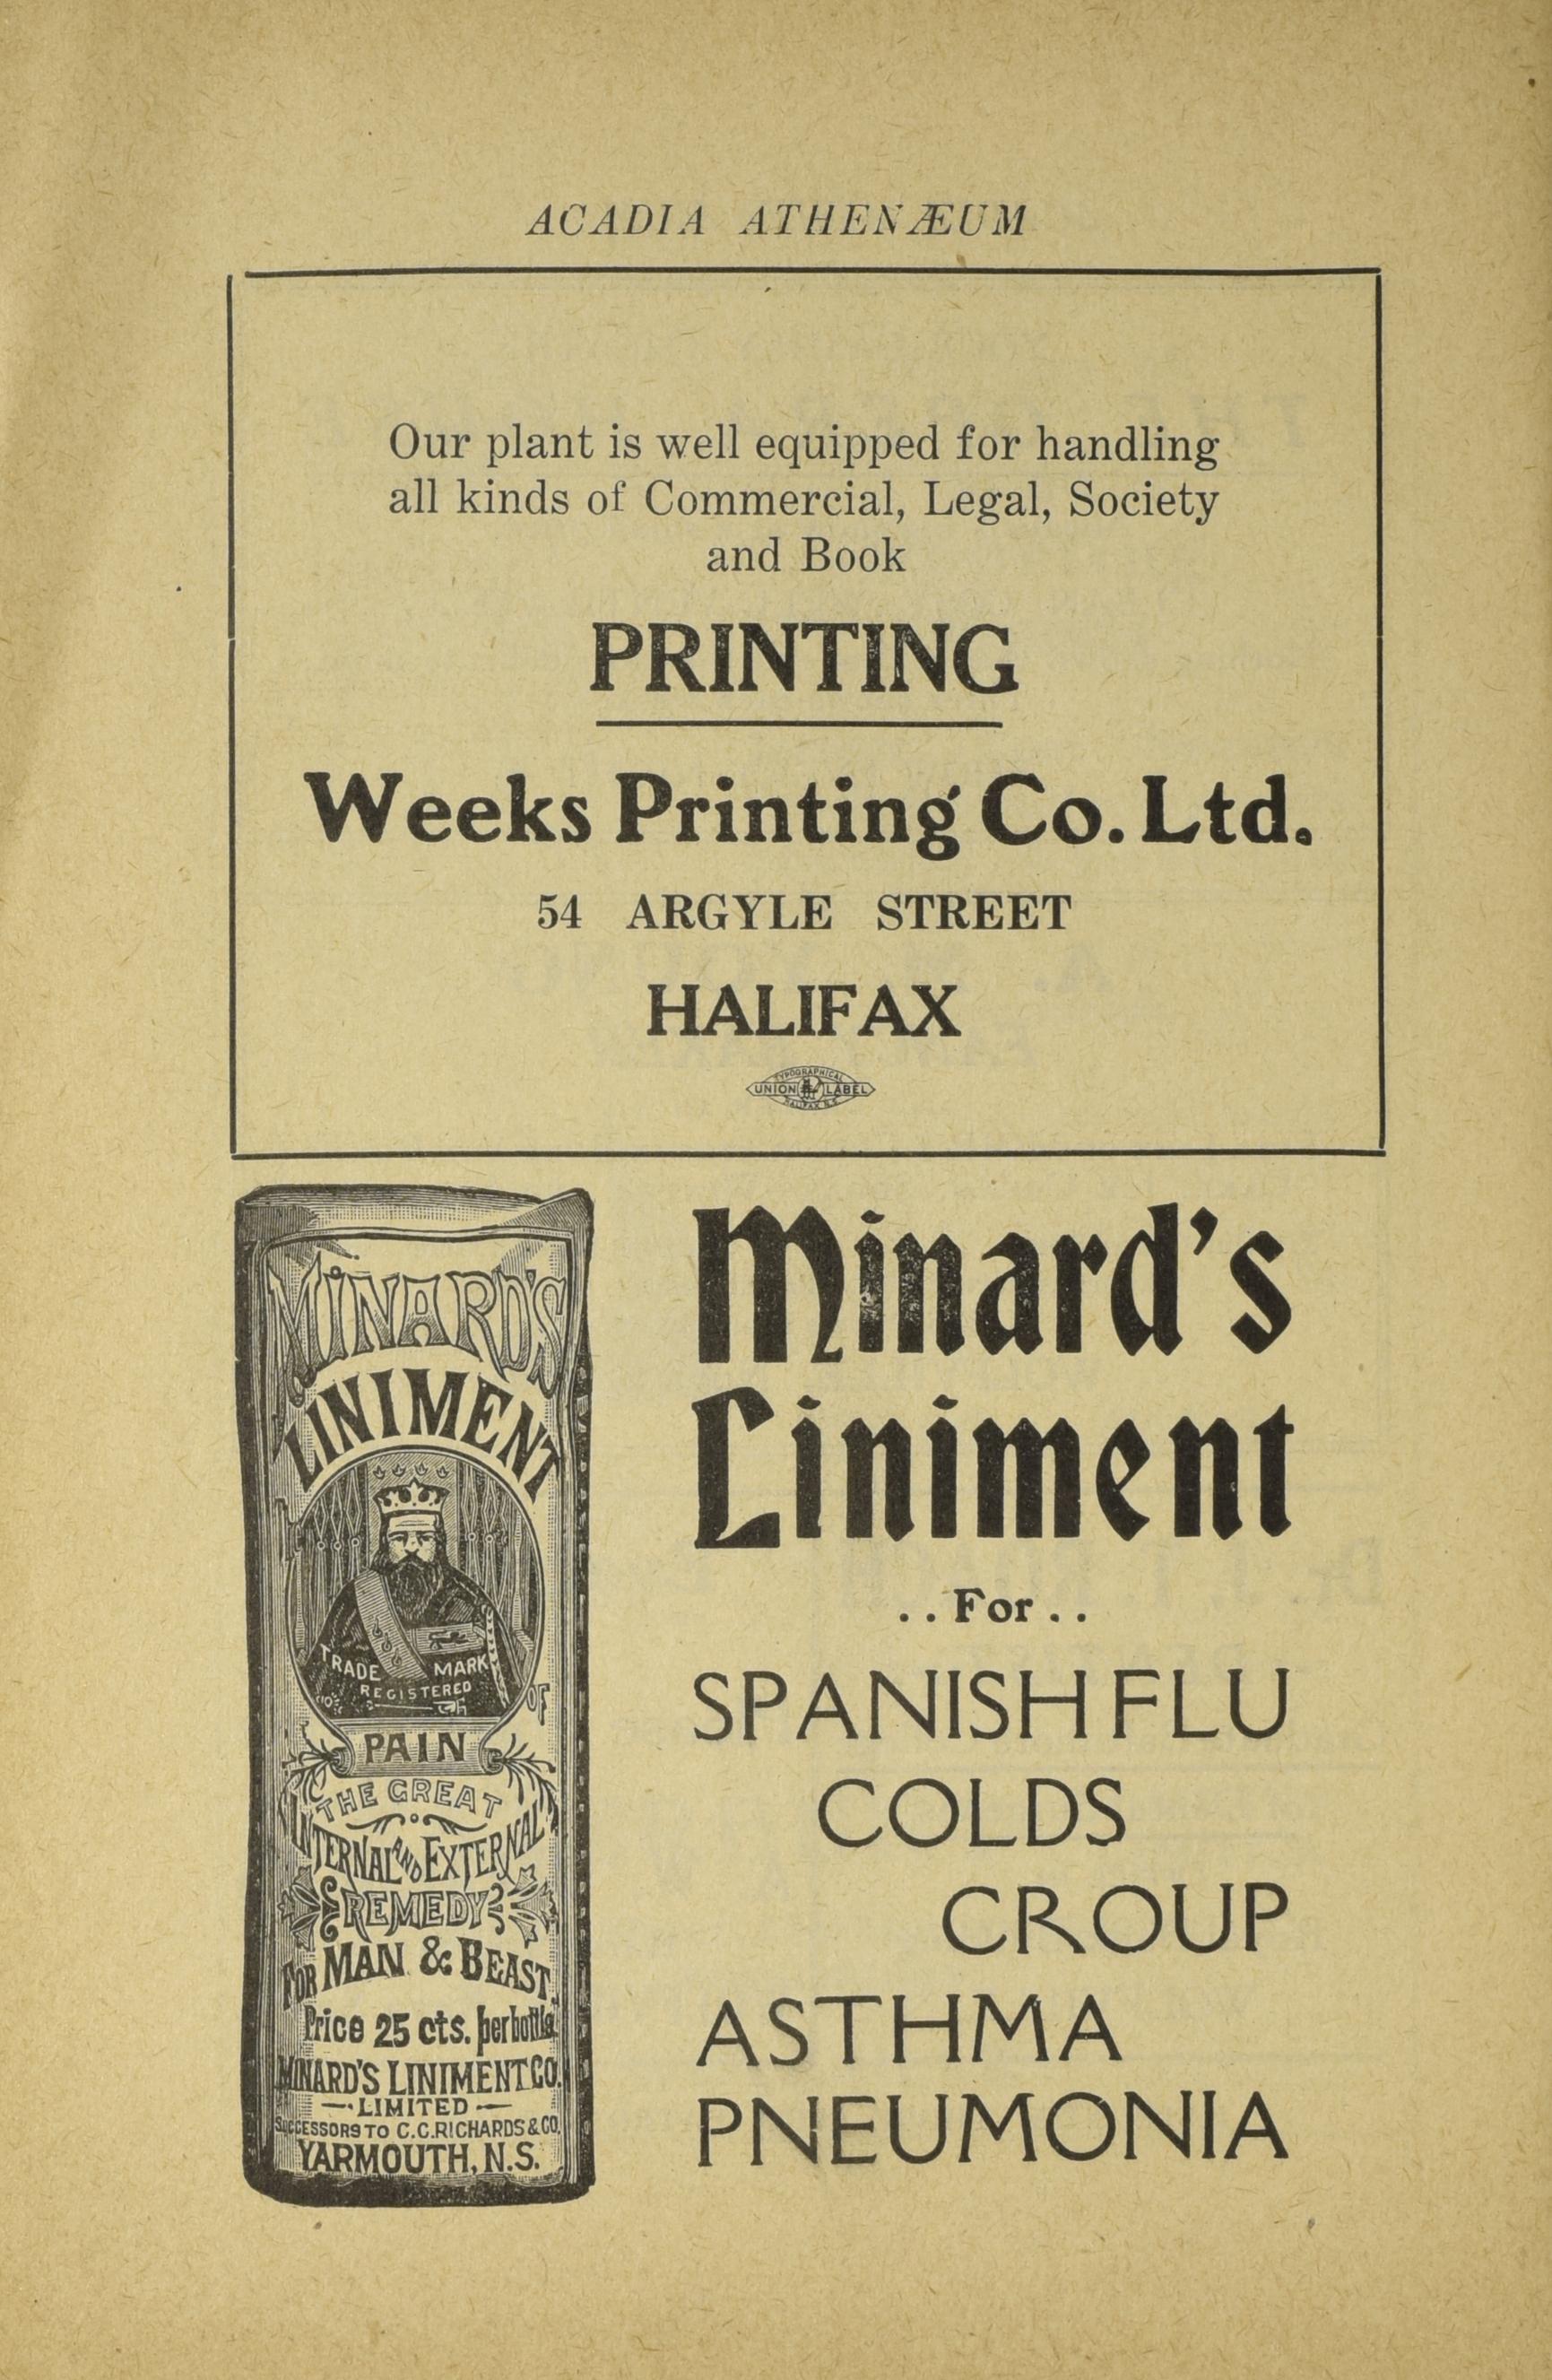 ACADIA ATHENÆUM
Our plant is well equipped for handling
all kinds of Commercial, Legal, Society
and Book
PRINTING
Weeks Printing Co. Ltd.
54 ARGYLE STREET
HALIFAX
TYPOGRAPHICAL
UNION LABEL
HALIFAX N.S.
MINARD'S
LINIMENT
TRADE MARK
REGISTERED
OF
PAIN
THE GREAT
INTERNAL AND EXTERNAL
REMEDY
FOR MAN & BEAST.
Price 25 cts. per bottle
MINARD'S LINIMENT CO.
LIMITED
SUCCESSORS TO C.C. RICHARDS & CO.
YARMOUTH, N.S.
Minard's
Liniment
. . For . .
SPANISH FLU
COLDS
CROUP
ASTHMA
PNEUMONIA